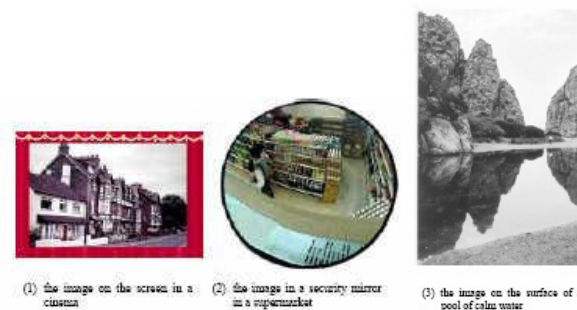 (1) the image on the screen in a
cinema
(2) the image in a security mirror
in a supermarket
(3) the image on the surface of
pool of calm water